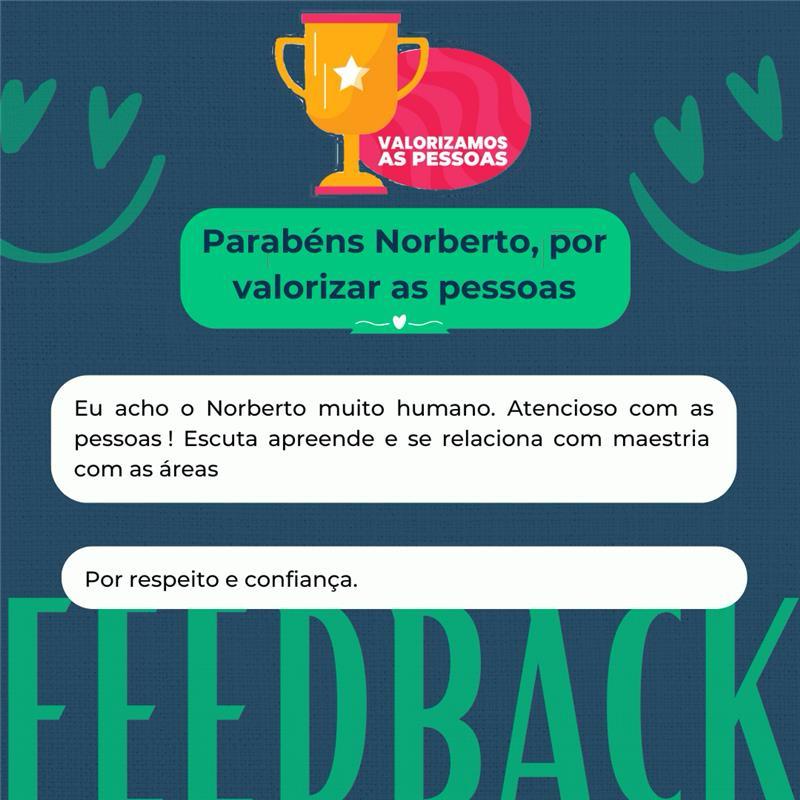 VALORIZAMOS
AS PESSOAS
Parabéns Norberto, por
valorizar as pessoas
Eu acho o Norberto muito humano. Atencioso com as
pessoas ! Escuta apreende e se relaciona com maestria
com as áreas
Por respeito e confiança.
FEEDBACK